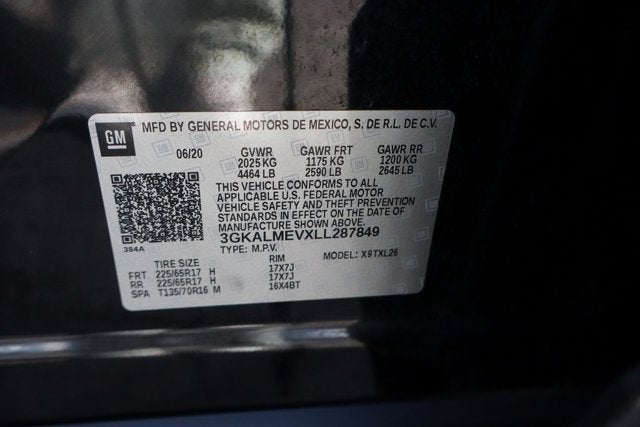 GM MFD BY GENERAL MOTORS DE MEXICO, S. DE R.L. DE C.V.
06/20 GVWR GAWR FRT GAWR RR
2025 KG 1175 KG 1200 KG
4464 LB 2590 LB 2645 LB
THIS VEHICLE CONFORMS TO ALL
APPLICABLE U.S. FEDERAL MOTOR
VEHICLE SAFETY AND THEFT PREVENTION
STANDARDS IN EFFECT ON THE DATE OF
MANUFACTURE SHOWN ABOVE.
3GKALMEVXLL287849
384A TYPE: M.P.V. MODEL: X9TXL26
TIRE SIZE RIM
FRT 225/65R17 H 17X7J
RR 225/65R17 H 17X7J
SPA T135/70R16 M 16X4BT